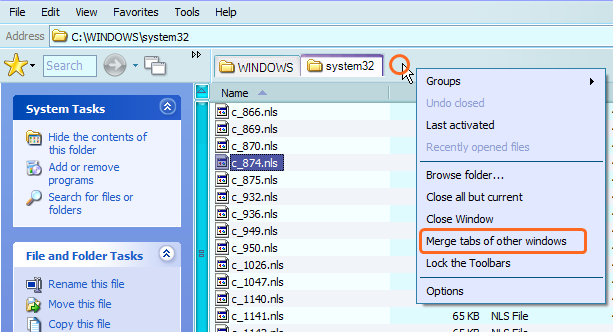 File Edit View Favorites Tools Help
Address C:\WINDOWS\system32
Search
WINDOWS system32
System Tasks
Hide the contents of
this folder
Add or remove
programs
Search for files or
folders
File and Folder Tasks
Rename this file
Move this file
Copy this file
Name
c_866.nls
c_869.nls
c_870.nls
c_874.nls
c_875.nls
c_932.nls
c_936.nls
c_949.nls
c_950.nls
c_1026.nls
c_1047.nls
c_1140.nls
c_1141.nls 65 KB NLS File
Groups
Undo closed
Last activated
Recently opened files
Browse folder...
Close all but current
Close Window
Merge tabs of other windows
Lock the Toolbars
Options